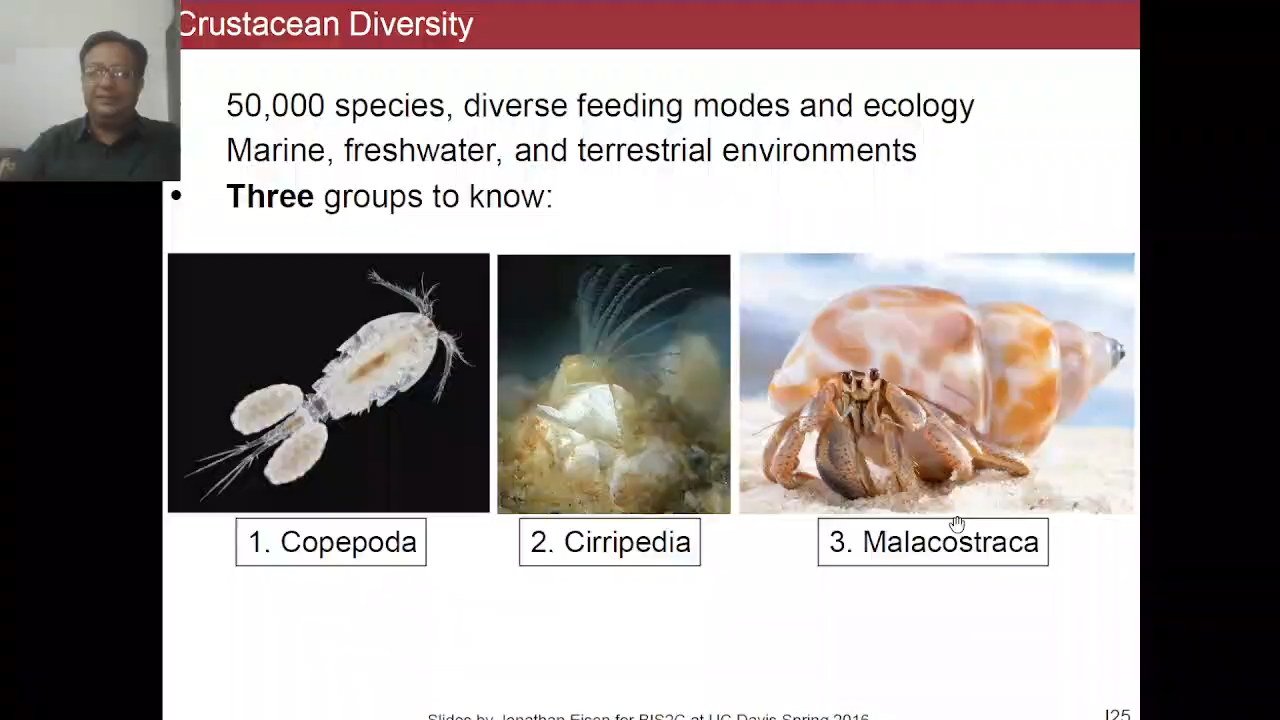 Crustacean Diversity
50,000 species, diverse feeding modes and ecology
Marine, freshwater, and terrestrial environments
• Three groups to know:
1. Copepoda
2. Cirripedia
3. Malacostraca
Slides by Jonathan Eisen for BIS2C at UC Davis Spring 2016
125